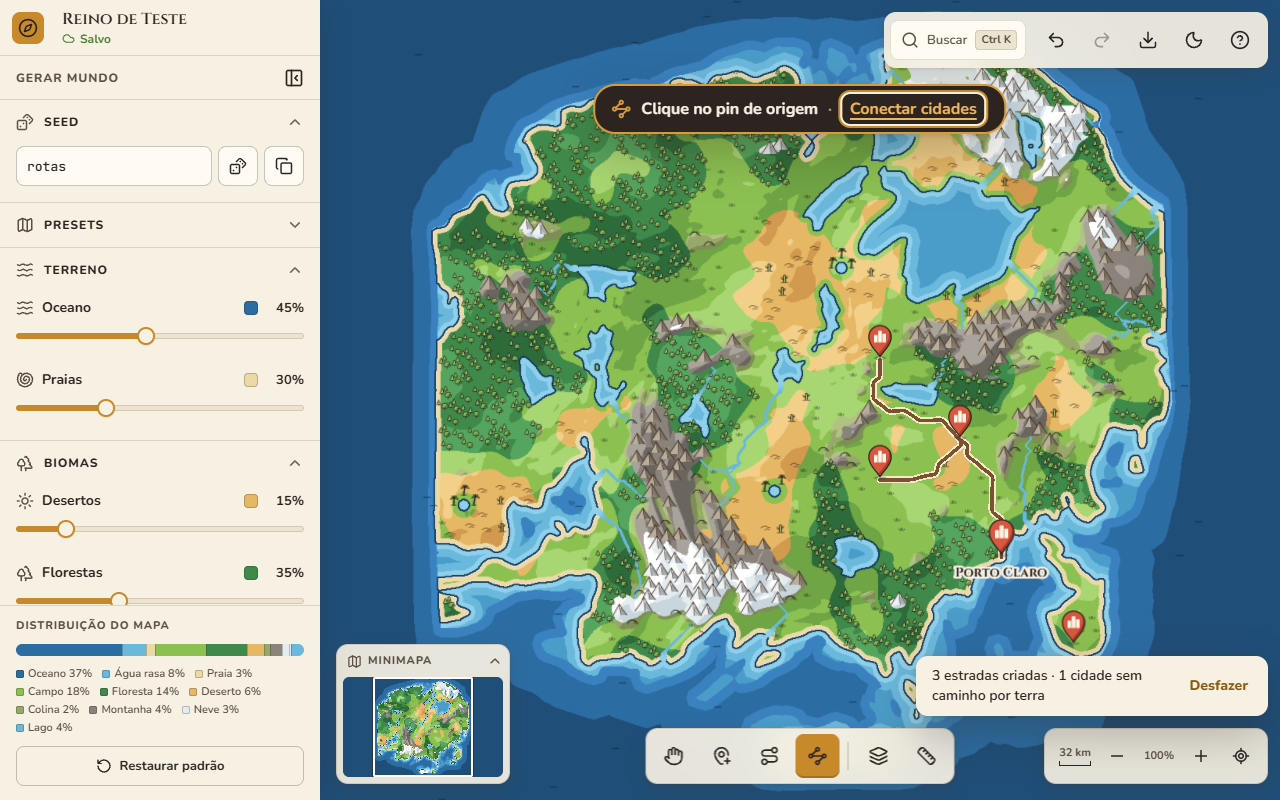 Reino de Teste
Salvo
GERAR MUNDO
SEED
rotas
PRESETS
TERRENO
Oceano 45%
Praias 30%
BIOMAS
Desertos 15%
Florestas 35%
DISTRIBUIÇÃO DO MAPA
Oceano 37% Água rasa 8% Praia 3%
Campo 18% Floresta 14% Deserto 6%
Colina 2% Montanha 4% Neve 3%
Lago 4%
Restaurar padrão
Buscar Ctrl K
Clique no pin de origem · Conectar cidades
Porto Claro
MINIMAPA
3 estradas criadas · 1 cidade sem
caminho por terra
Desfazer
32 km
100%